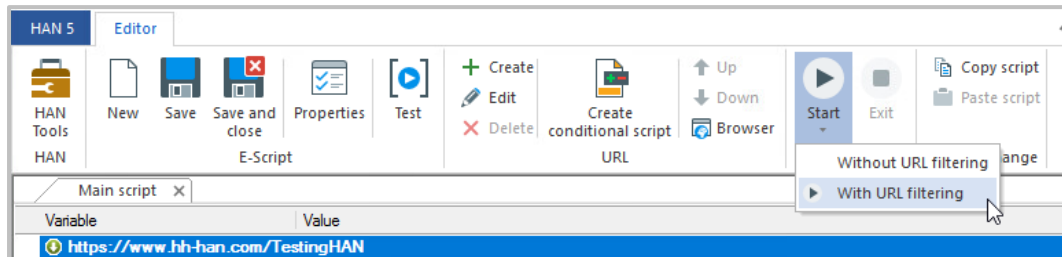 HAN 5 Editor
HAN Tools
New
Save
Save and close
Properties
Test
Create
Edit
Delete
Create conditional script
Up
Down
Browser
Start
Exit
Copy script
Paste script
HAN
E-Script
URL
ange
Without URL filtering
With URL filtering
Main script
Variable Value
https://www.hh-han.com/TestingHAN